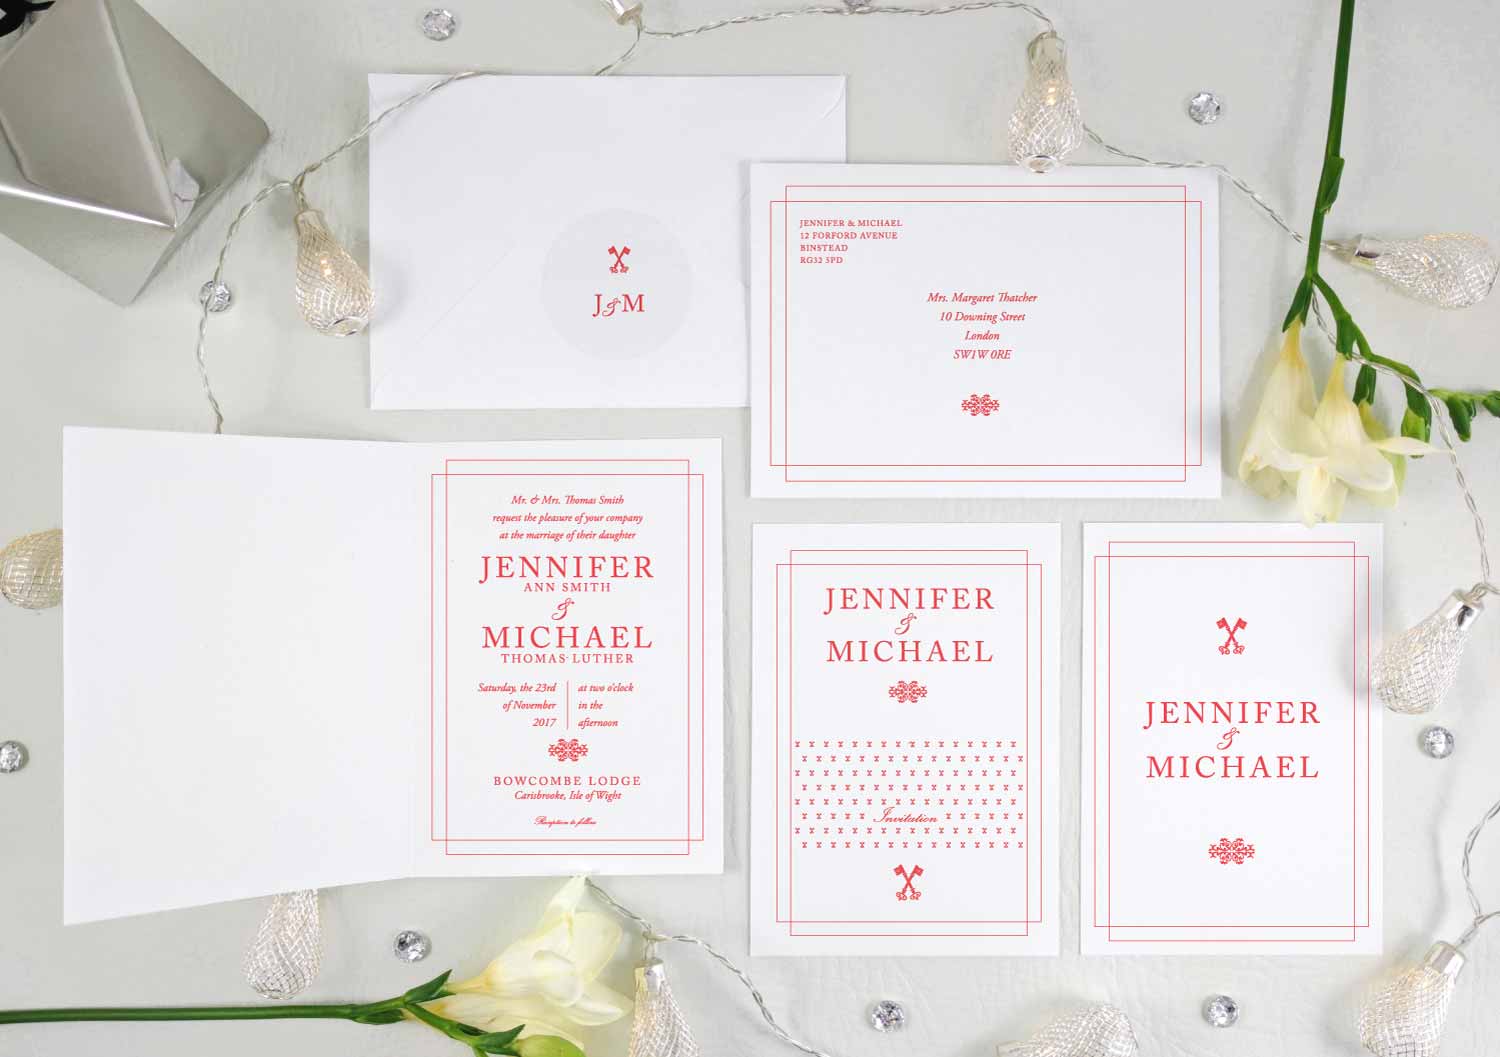 J&M
JENNIFER & MICHAEL
12 FORFORD AVENUE
BINSTEAD
RG32 5PD
Mrs. Margaret Thatcher
10 Downing Street
London
SW1W 0RE
Mr. & Mrs. Thomas Smith
request the pleasure of your company
at the marriage of their daughter
JENNIFER
ANN SMITH
&
MICHAEL
THOMAS LUTHER
Saturday, the 23rd
of November
2017
at two o'clock
in the
afternoon
BOWCOMBE LODGE
Carisbrooke, Isle of Wight
Reception to follow
JENNIFER
&
MICHAEL
Invitation
JENNIFER
&
MICHAEL